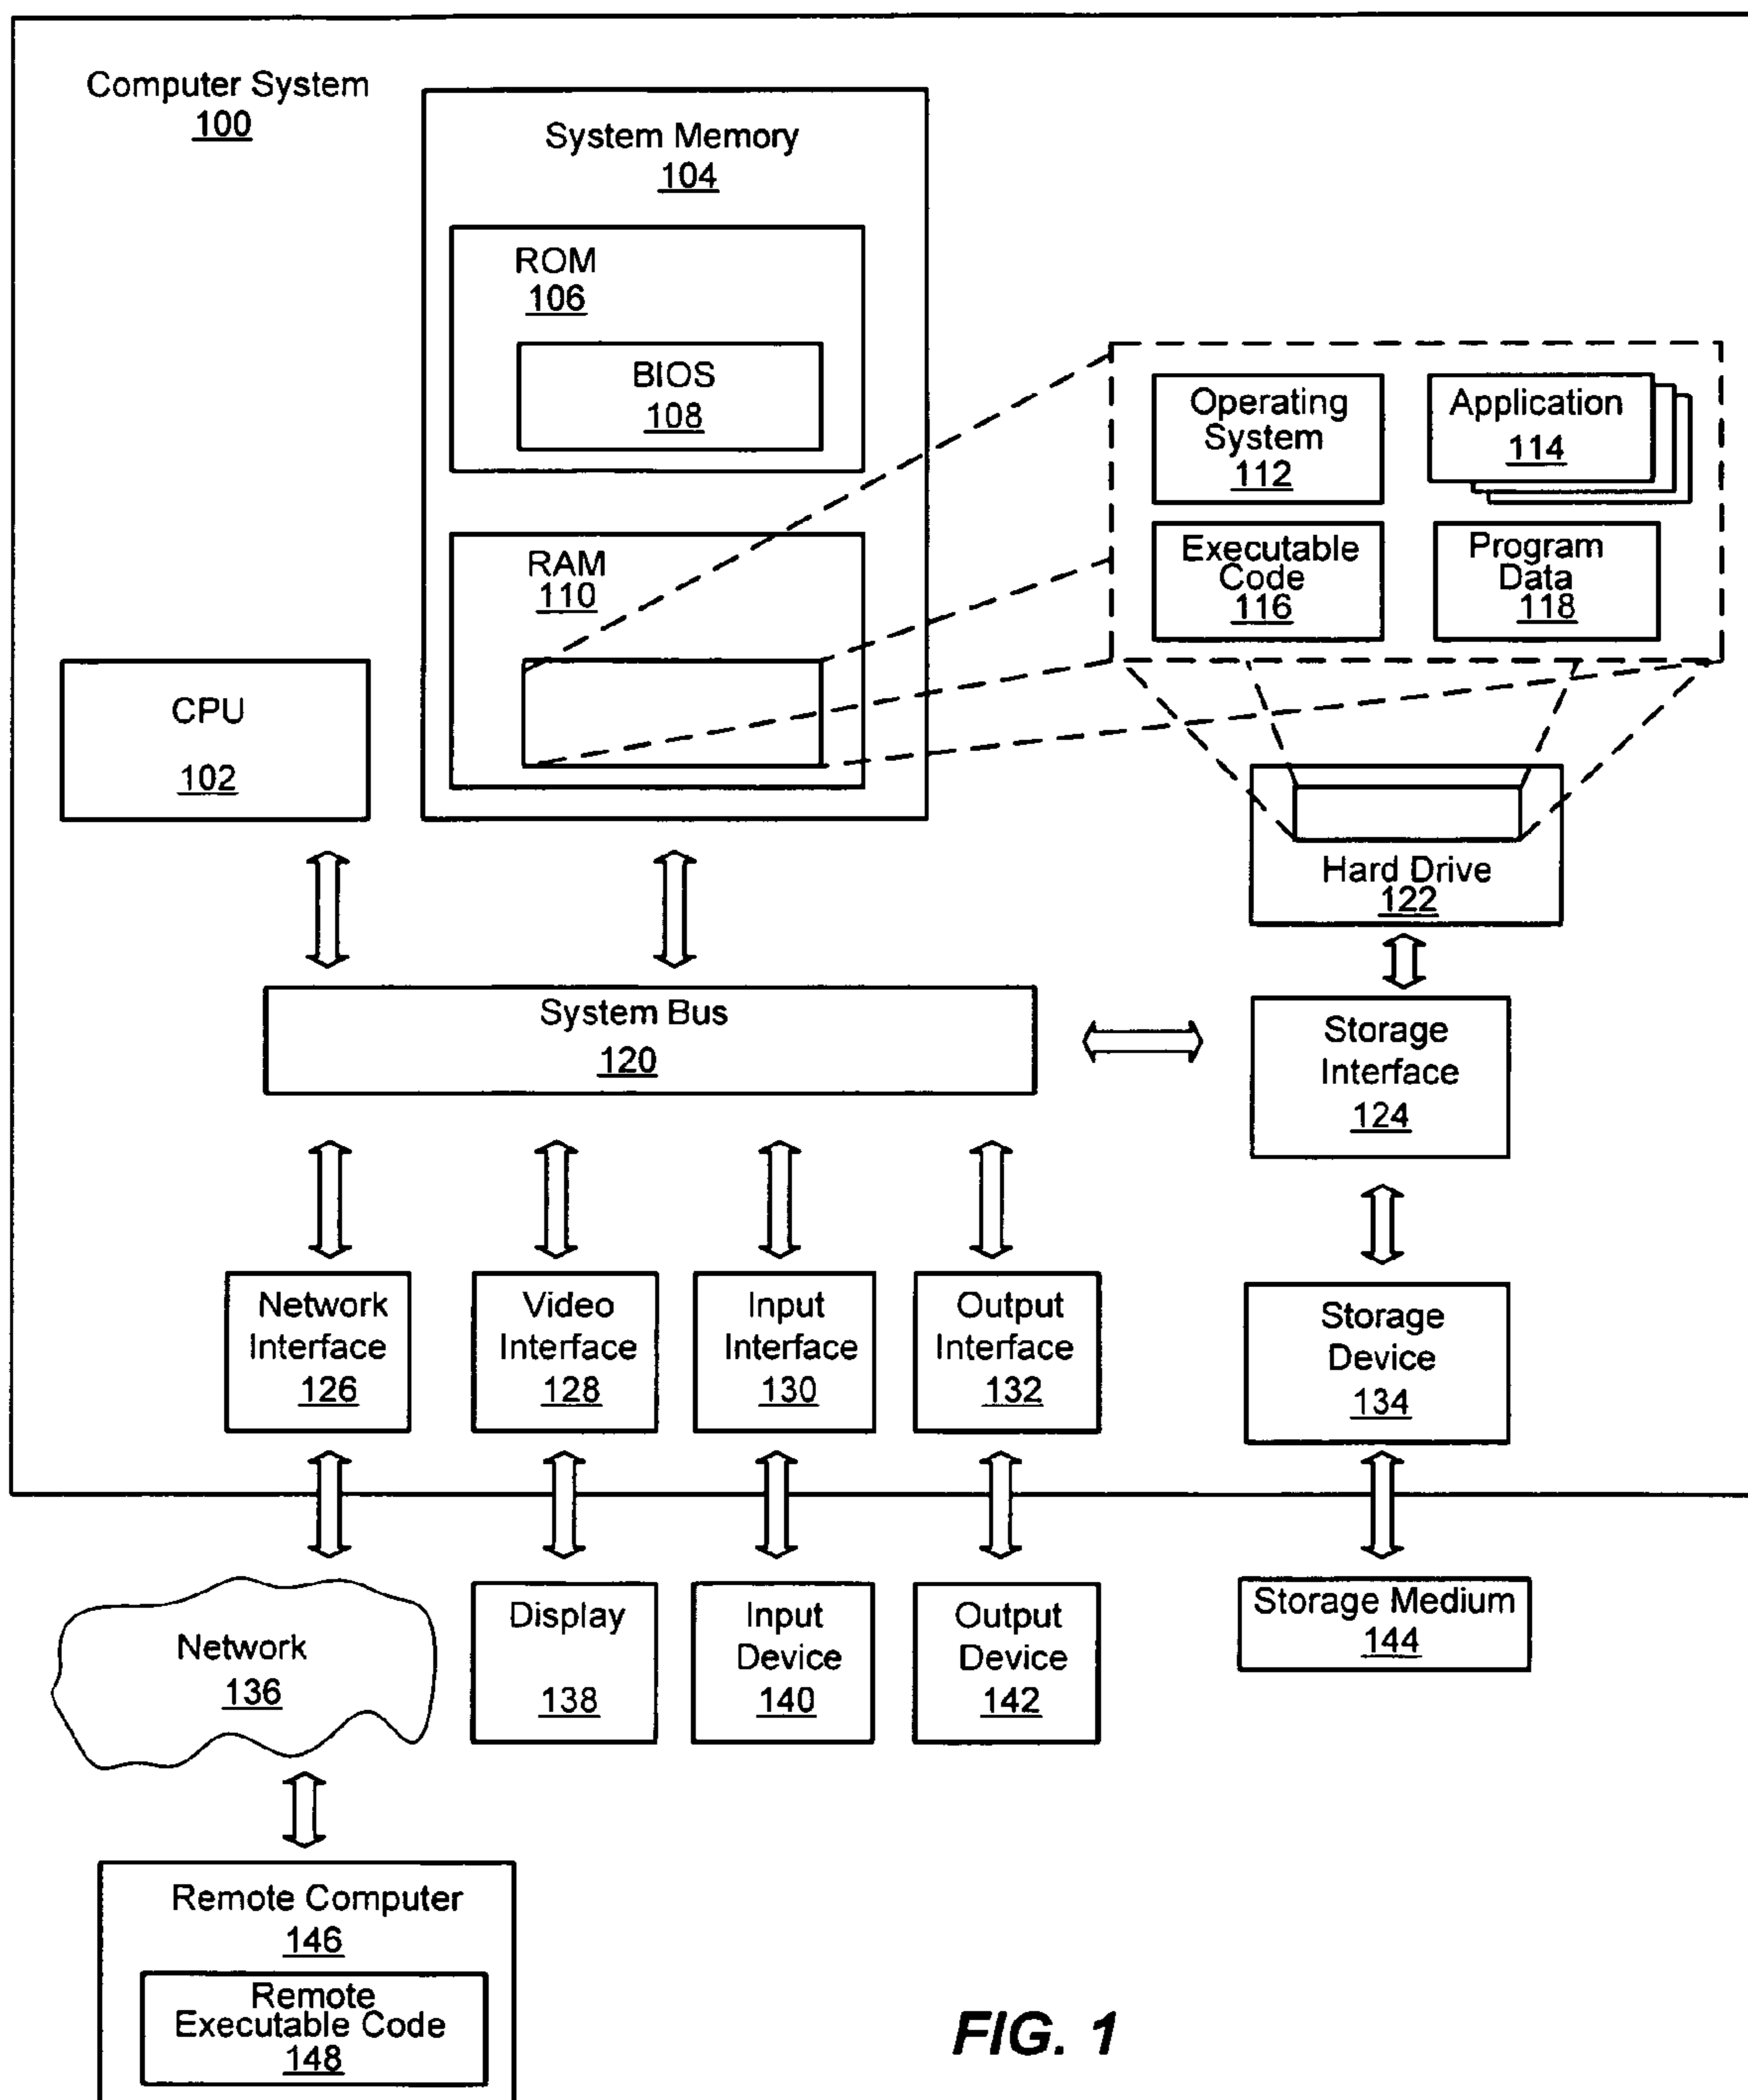 Computer System
100
System Memory
104
ROM
106
BIOS
108
RAM
110
Operating
System
112
Application
114
Executable
Code
116
Program
Data
118
CPU
102
Hard Drive
122
System Bus
120
Storage
Interface
124
Network
Interface
126
Video
Interface
128
Input
Interface
130
Output
Interface
132
Storage
Device
134
Network
136
Display
138
Input
Device
140
Output
Device
142
Storage Medium
144
Remote Computer
146
Remote
Executable Code
148
FIG. 1